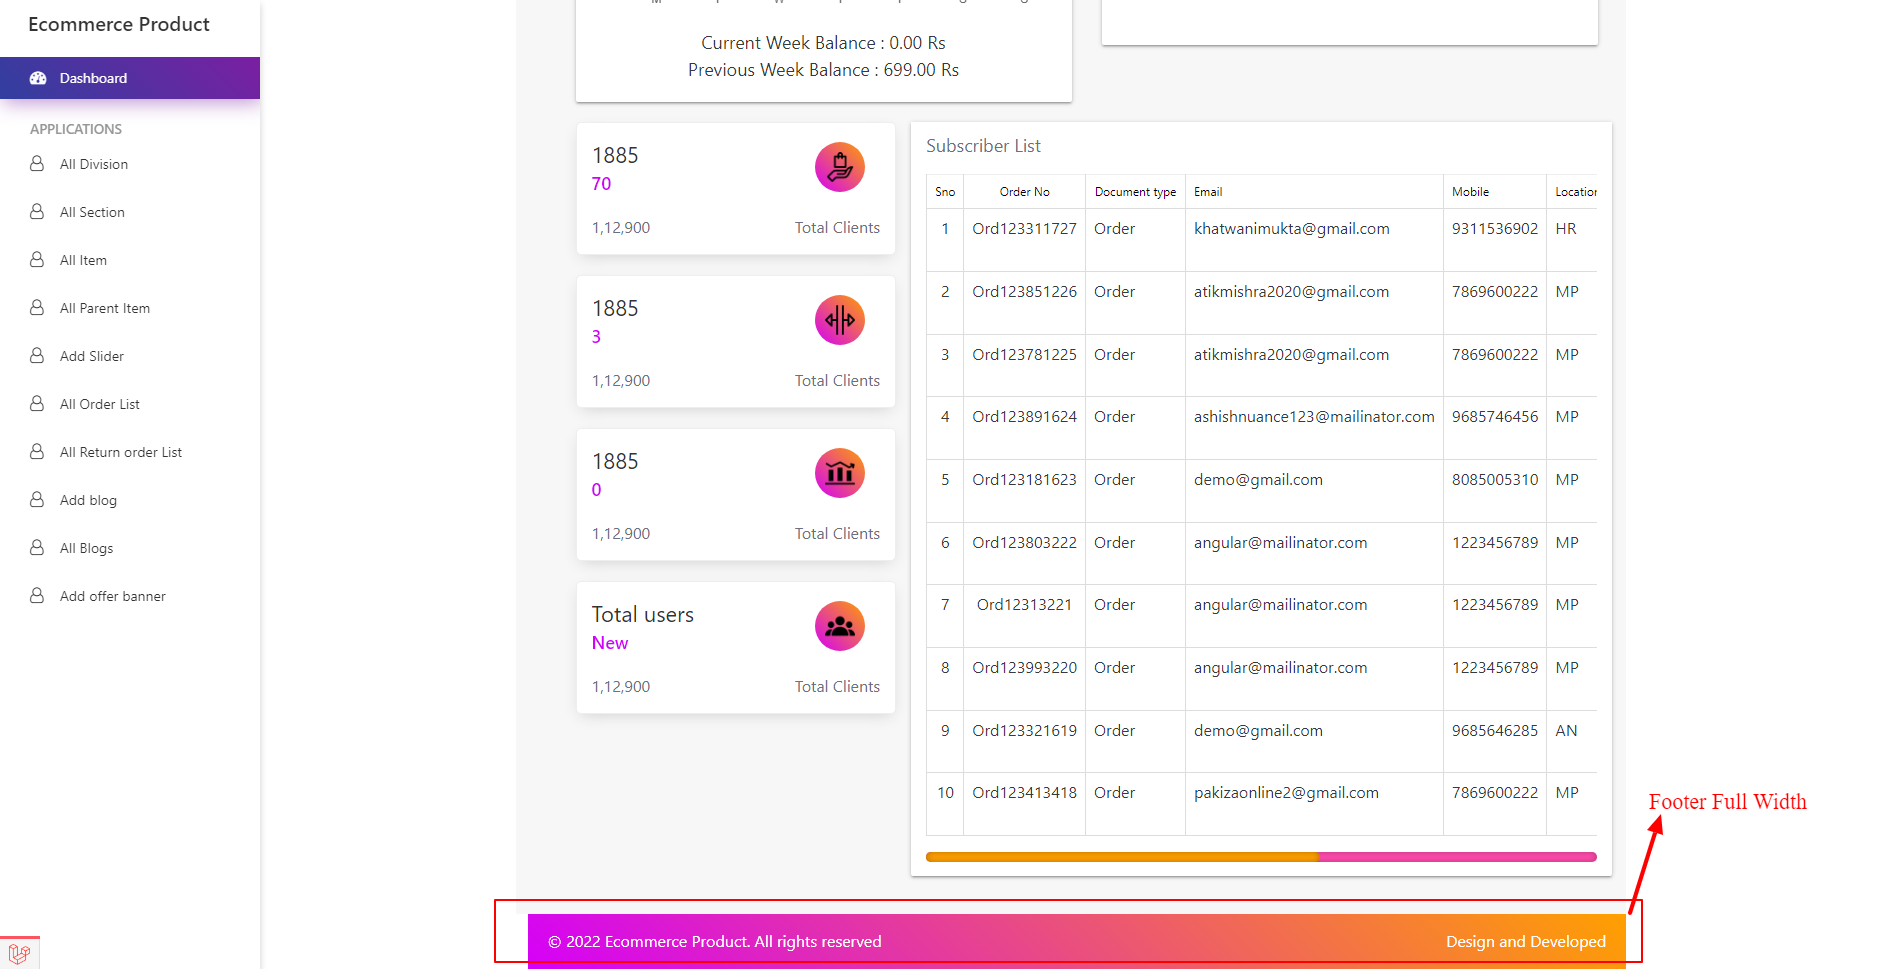 Ecommerce Product
Dashboard
APPLICATIONS
All Division
All Section
All Item
All Parent Item
Add Slider
All Order List
All Return order List
Add blog
All Blogs
Add offer banner
Current Week Balance : 0.00 Rs
Previous Week Balance : 699.00 Rs
1885
70
1,12,900 Total Clients
1885
3
1,12,900 Total Clients
1885
0
1,12,900 Total Clients
Total users
New
1,12,900 Total Clients
Subscriber List
Sno Order No Document type Email Mobile Location
1 Ord123311727 Order khatwanimukta@gmail.com 9311536902 HR
2 Ord123851226 Order atikmishra2020@gmail.com 7869600222 MP
3 Ord123781225 Order atikmishra2020@gmail.com 7869600222 MP
4 Ord123891624 Order ashishnuance123@mailinator.com 9685746456 MP
5 Ord123181623 Order demo@gmail.com 8085005310 MP
6 Ord123803222 Order angular@mailinator.com 1223456789 MP
7 Ord12313221 Order angular@mailinator.com 1223456789 MP
8 Ord123993220 Order angular@mailinator.com 1223456789 MP
9 Ord123321619 Order demo@gmail.com 9685646285 AN
10 Ord123413418 Order pakizaonline2@gmail.com 7869600222 MP
Footer Full Width
© 2022 Ecommerce Product. All rights reserved Design and Developed